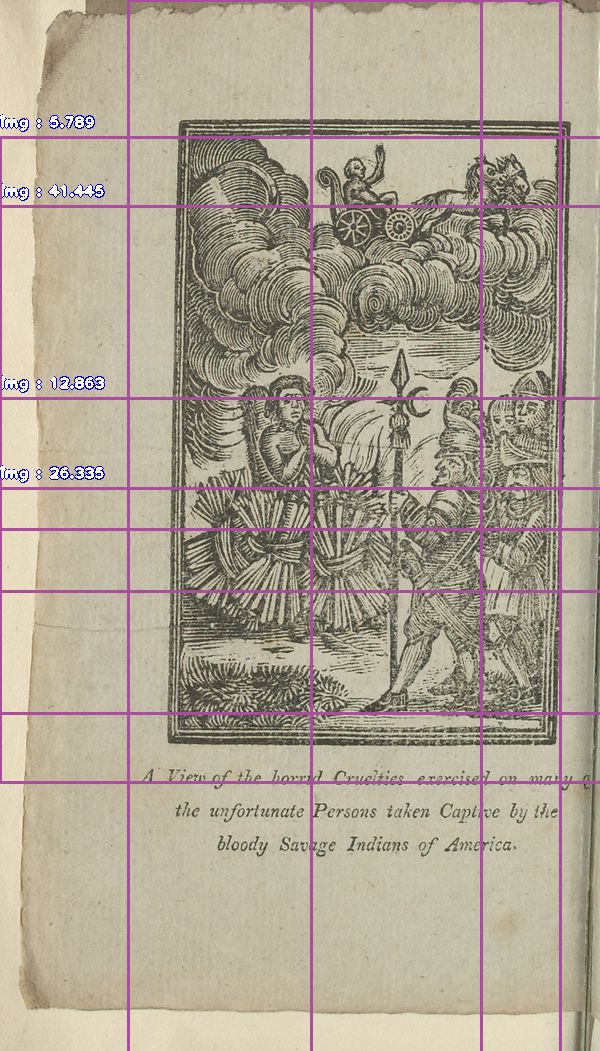 Img : 5.789
Img : 41.445
Img : 12.863
Img : 26.335
A View of the horrid Cruelties exercised on many
the unfortunate Persons taken Captive by the
bloody Savage Indians of America.